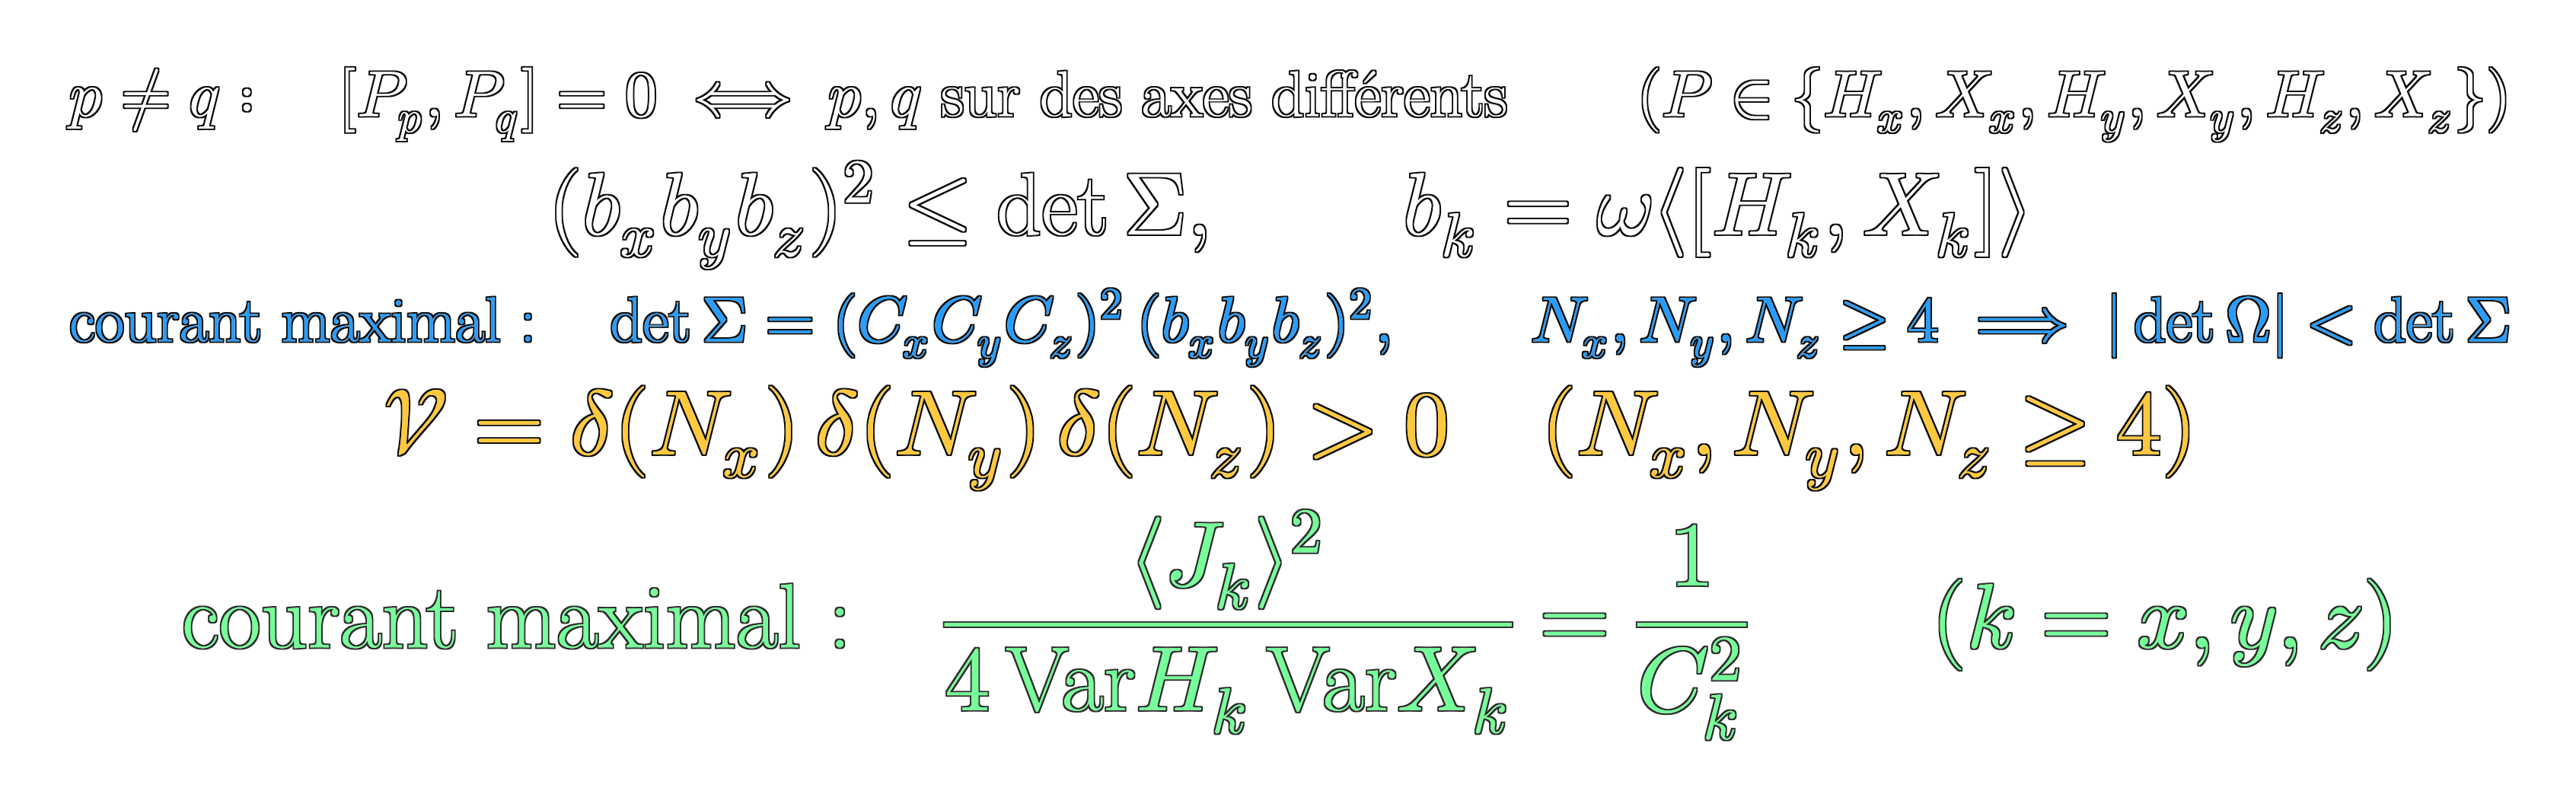 p ≠ q :   [P_p, P_q] = 0 ⟺ p, q sur des axes différents   (P ∈ {H_x, X_x, H_y, X_y, H_z, X_z})
(b_x b_y b_z)² ≤ det Σ,   b_k = ω⟨[H_k, X_k]⟩
courant maximal :   det Σ = (C_x C_y C_z)² (b_x b_y b_z)²,   N_x, N_y, N_z ≥ 4 ⟹ |det Ω| < det Σ
𝒱 = δ(N_x) δ(N_y) δ(N_z) > 0   (N_x, N_y, N_z ≥ 4)
courant maximal :   ⟨J_k⟩² / (4 Var H_k Var X_k) = 1 / C_k²   (k = x, y, z)